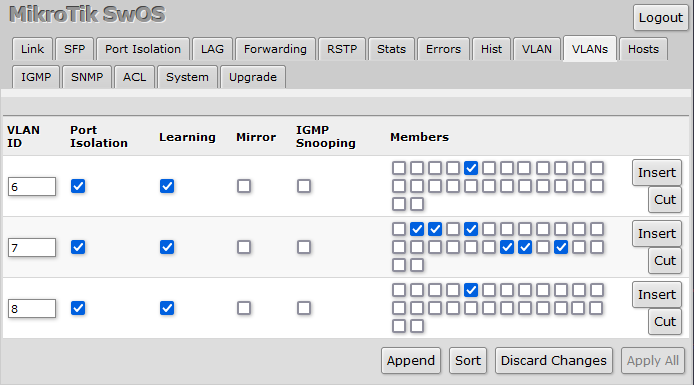 MikroTik SwOS
Logout
Link SFP Port Isolation LAG Forwarding RSTP Stats Errors Hist VLAN VLANs Hosts
IGMP SNMP ACL System Upgrade
VLAN ID Port Isolation Learning Mirror IGMP Snooping Members
6 Insert
Cut
7 Insert
Cut
8 Insert
Cut
Append Sort Discard Changes Apply All